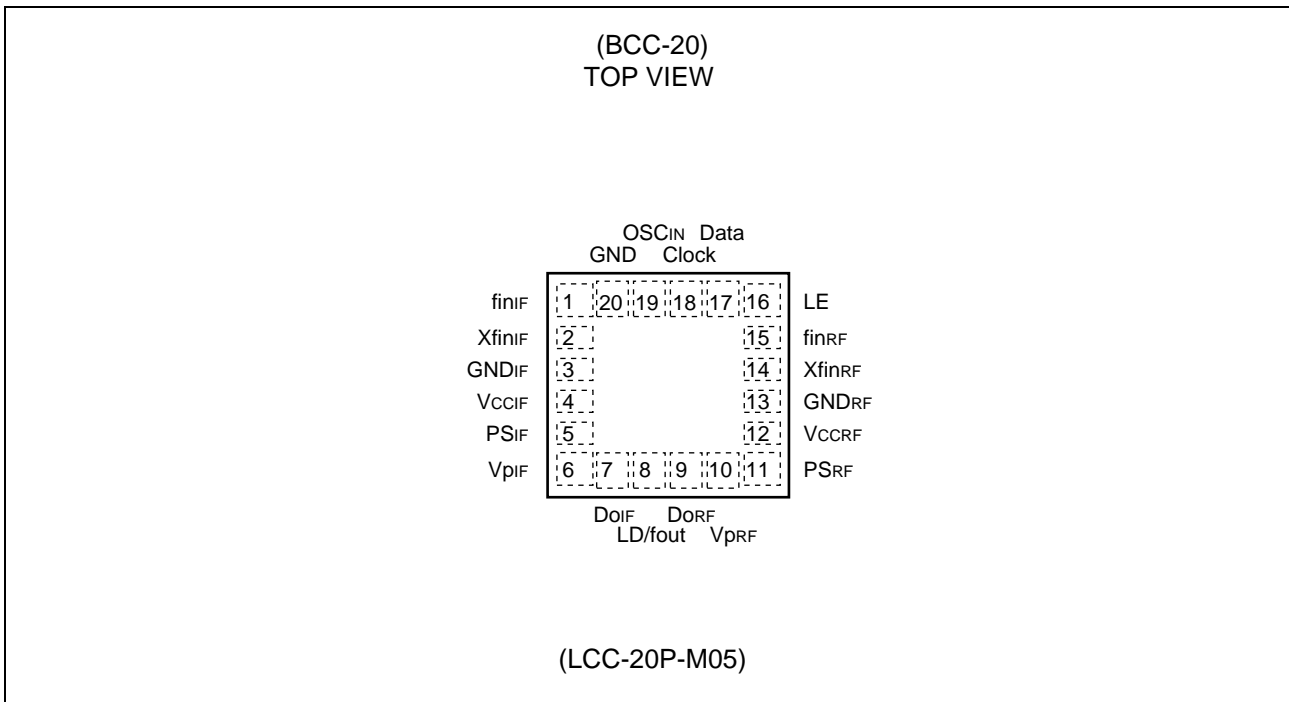 (BCC-20)
TOP VIEW
OSCIN Data
GND Clock
finIF 1 20 19 18 17 16 LE
XfinIF 2 15 finRF
GNDIF 3 14 XfinRF
VCCIF 4 13 GNDRF
PSIF 5 12 VCCRF
VpIF 6 7 8 9 10 11 PSRF
DoIF DoRF
LD/fout VpRF
(LCC-20P-M05)